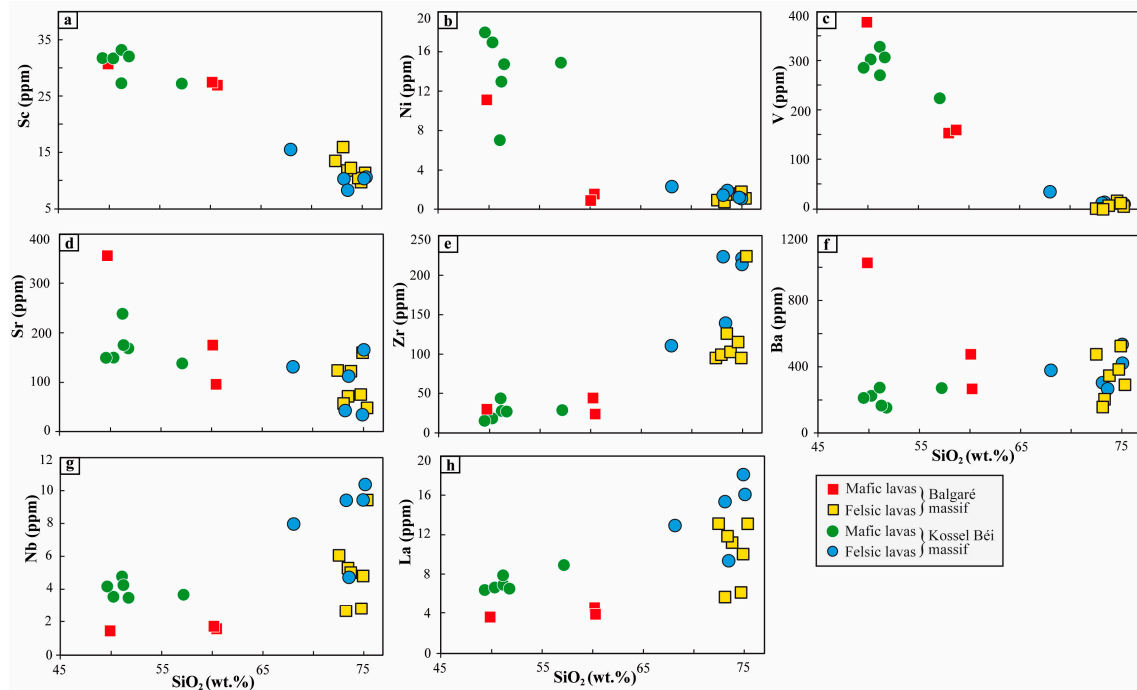 a
35
25
15
5
Sc (ppm)
b
20
16
12
8
4
0
Ni (ppm)
c
400
300
200
100
0
V (ppm)
d
400
300
200
100
0
Sr (ppm)
e
250
200
150
100
50
0
Zr (ppm)
f
1200
800
400
0
Ba (ppm)
45 55 65 75
SiO2 (wt.%)
g
12
10
8
6
4
2
0
Nb (ppm)
45 55 65 75
SiO2 (wt.%)
h
20
16
12
8
4
0
La (ppm)
45 55 65 75
SiO2 (wt.%)
Mafic lavas
Felsic lavas
Balgaré
massif
Mafic lavas
Felsic lavas
Kossel Béi
massif